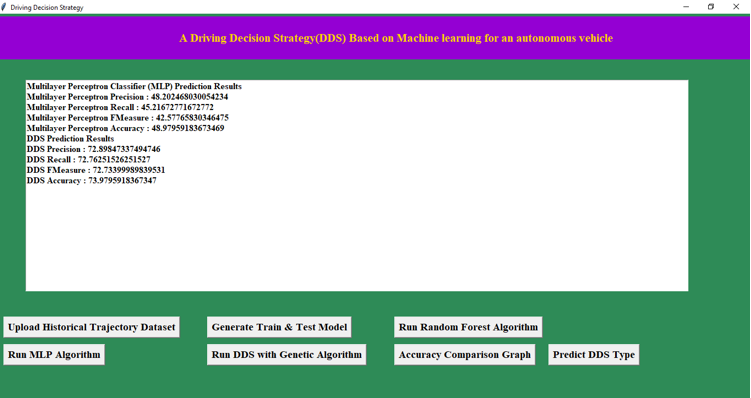 Driving Decision Strategy
A Driving Decision Strategy(DDS) Based on Machine learning for an autonomous vehicle
Multilayer Perceptron Classifier (MLP) Prediction Results
Multilayer Perceptron Precision : 48.202468030054234
Multilayer Perceptron Recall : 45.21672771672772
Multilayer Perceptron FMeasure : 42.57765830346475
Multilayer Perceptron Accuracy : 48.97959183673469
DDS Prediction Results
DDS Precision : 72.89847337494746
DDS Recall : 72.76251526251527
DDS FMeasure : 72.73399989839531
DDS Accuracy : 73.9795918367347
Upload Historical Trajectory Dataset
Generate Train & Test Model
Run Random Forest Algorithm
Run MLP Algorithm
Run DDS with Genetic Algorithm
Accuracy Comparison Graph
Predict DDS Type